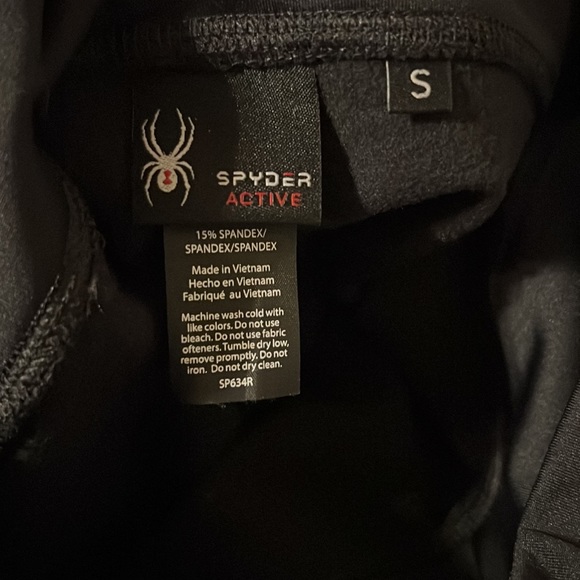 S
SPYDER
ACTIVE
15% SPANDEX/
SPANDEX/SPANDEX
Made in Vietnam
Hecho en Vietnam
Fabriqué au Vietnam
Machine wash cold with
like colors. Do not use
bleach. Do not use fabric
ofteners. Tumble dry low,
remove promptly. Do not
iron. Do not dry clean.
SP634R